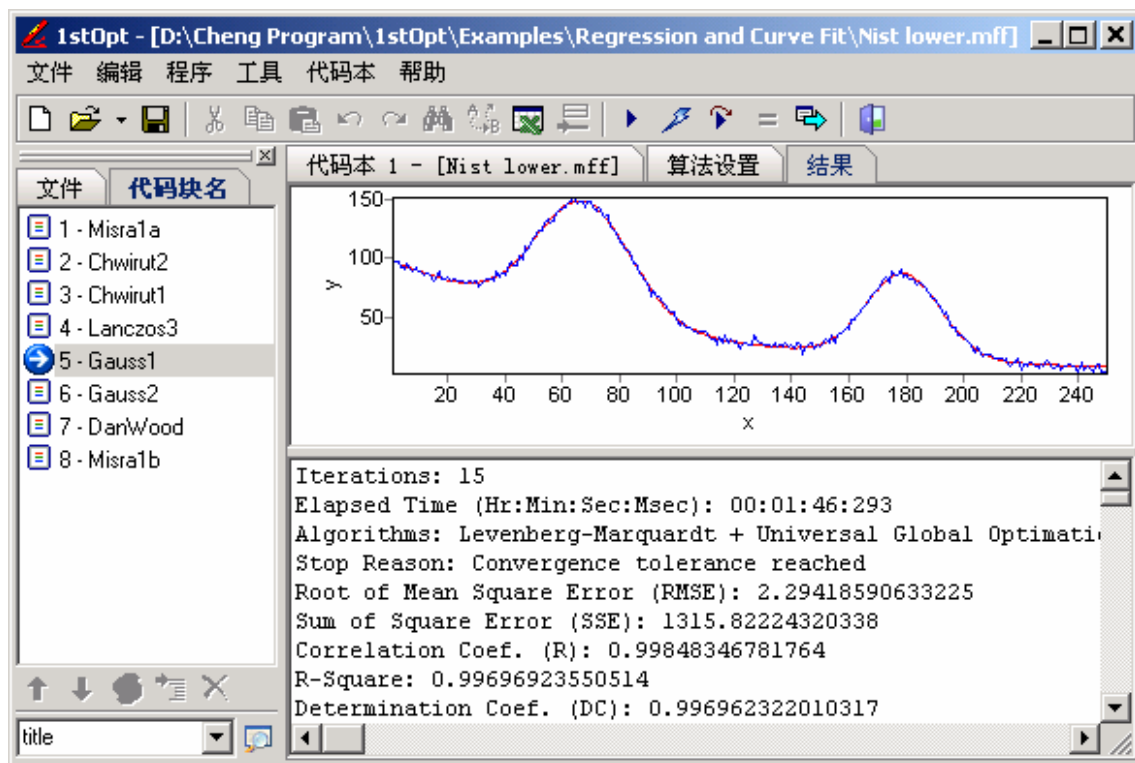 1stOpt - [D:\Cheng Program\1stOpt\Examples\Regression and Curve Fit\Nist lower.mff]
文件 编辑 程序 工具 代码本 帮助
文件 代码块名
1 - Misra1a
2 - Chwirut2
3 - Chwirut1
4 - Lanczos3
5 - Gauss1
6 - Gauss2
7 - DanWood
8 - Misra1b
title
代码本 1 - [Nist lower.mff] 算法设置 结果
150
100
50
y
20 40 60 80 100 120 140 160 180 200 220 240
x
Iterations: 15
Elapsed Time (Hr:Min:Sec:Msec): 00:01:46:293
Algorithms: Levenberg-Marquardt + Universal Global Optimati
Stop Reason: Convergence tolerance reached
Root of Mean Square Error (RMSE): 2.29418590633225
Sum of Square Error (SSE): 1315.82224320338
Correlation Coef. (R): 0.99848346781764
R-Square: 0.99696923550514
Determination Coef. (DC): 0.996962322010317